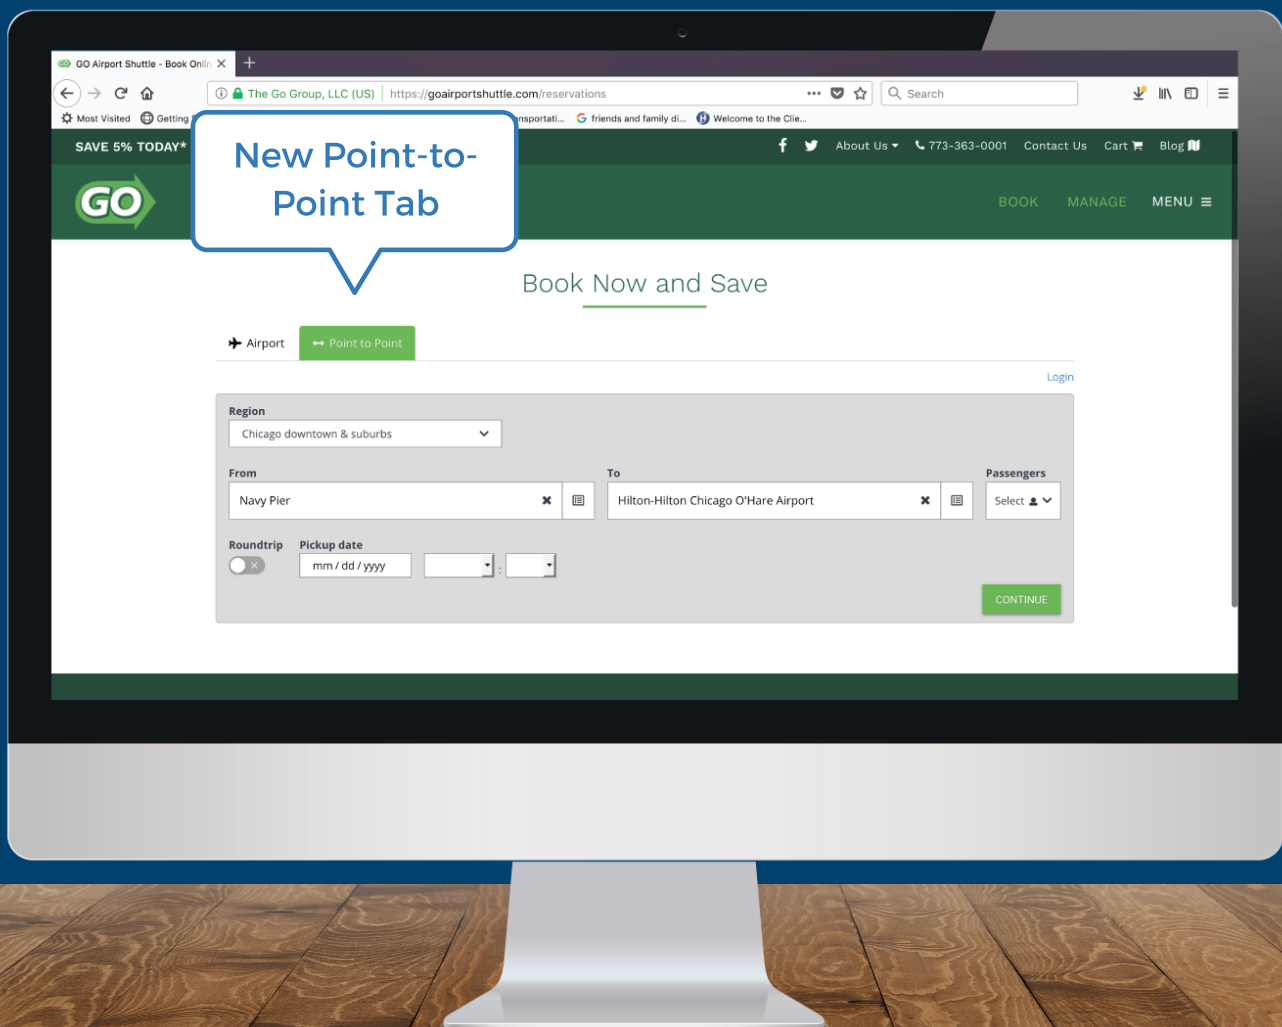 GO Airport Shuttle - Book Onlin
The Go Group, LLC (US) https://goairportshuttle.com/reservations
Search
Most Visited Getting
nsportati... friends and family di... Welcome to the Clie...
SAVE 5% TODAY*
About Us 773-363-0001 Contact Us Cart Blog
New Point-to-
Point Tab
GO
BOOK MANAGE MENU
Book Now and Save
Airport Point to Point
Login
Region
Chicago downtown & suburbs
From To Passengers
Navy Pier Hilton-Hilton Chicago O'Hare Airport Select
Roundtrip Pickup date
mm / dd / yyyy :
CONTINUE